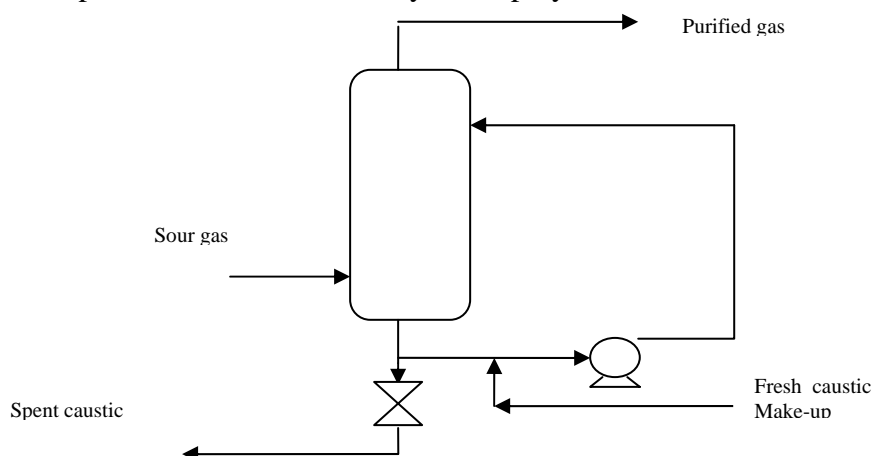 Purified gas
Sour gas
Fresh caustic
Make-up
Spent caustic